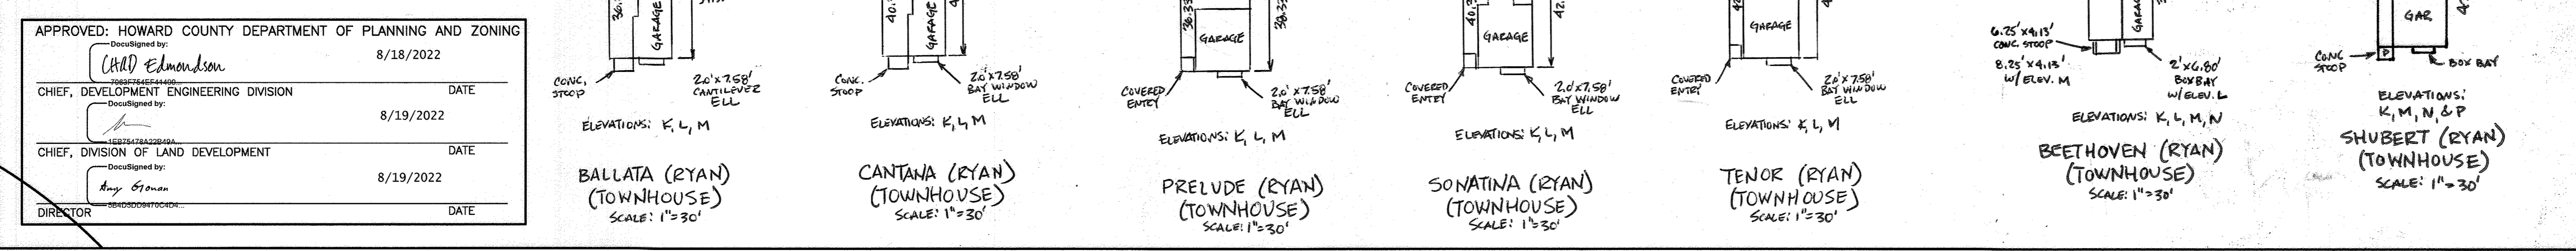 APPROVED: HOWARD COUNTY DEPARTMENT OF PLANNING AND ZONING
DocuSigned by:
CHAD Edmondson
8/18/2022
CHIEF, DEVELOPMENT ENGINEERING DIVISION DATE
DocuSigned by:
8/19/2022
1EB75478A22B49A...
CHIEF, DIVISION OF LAND DEVELOPMENT DATE
DocuSigned by:
Amy Gonan
8/19/2022
DIRECTOR DATE
GARAGE
CONC.
STOOP
2.0'x7.58'
CANTILEVER
ELL
ELEVATIONS: K, L, M
BALLATA (RYAN)
(TOWNHOUSE)
SCALE: 1"=30'
GARAGE
CONC.
STOOP
2.0'x7.58'
BAY WINDOW
ELL
ELEVATIONS: K, L, M
CANTANA (RYAN)
(TOWNHOUSE)
SCALE: 1"=30'
GARAGE
COVERED
ENTRY
2.0'x7.58'
BAY WINDOW
ELL
ELEVATIONS: K, L, M
PRELUDE (RYAN)
(TOWNHOUSE)
SCALE: 1"=30'
GARAGE
COVERED
ENTRY
2.0'x7.58'
BAY WINDOW
ELL
ELEVATIONS: K, L, M
SONATINA (RYAN)
(TOWNHOUSE)
SCALE: 1"=30'
GARAGE
COVERED
ENTRY
2.0'x7.58'
BAY WINDOW
ELL
ELEVATIONS: K, L, M
TENOR (RYAN)
(TOWNHOUSE)
SCALE: 1"=30'
6.25'x4.13'
CONC. STOOP
8.25'x4.13'
W/ELEV. M
2'x6.80'
BOXBAY
W/ELEV. L
ELEVATIONS: K, L, M, N
BEETHOVEN (RYAN)
(TOWNHOUSE)
SCALE: 1"=30'
GAR
CONC
STOOP
BOX BAY
ELEVATIONS:
K, M, N, & P
SHUBERT (RYAN)
(TOWNHOUSE)
SCALE: 1"=30'